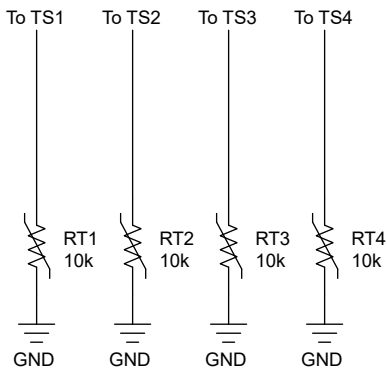 To TS1 To TS2 To TS3 To TS4
RT1 RT2 RT3 RT4
10k 10k 10k 10k
GND GND GND GND